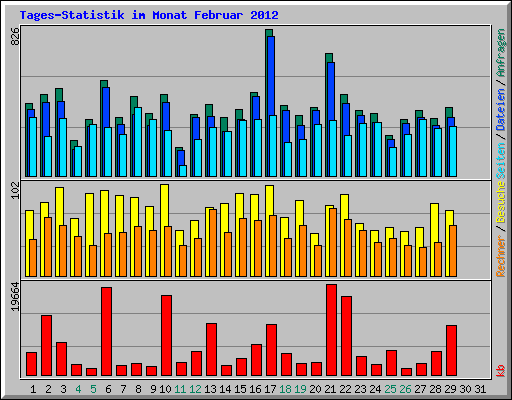 Tages-Statistik im Monat Februar 2012
826
102
19664
Rechner / Besuche Seiten / Dateien / Anfragen
kb
1 2 3 4 5 6 7 8 9 10 11 12 13 14 15 16 17 18 19 20 21 22 23 24 25 26 27 28 29 30 31